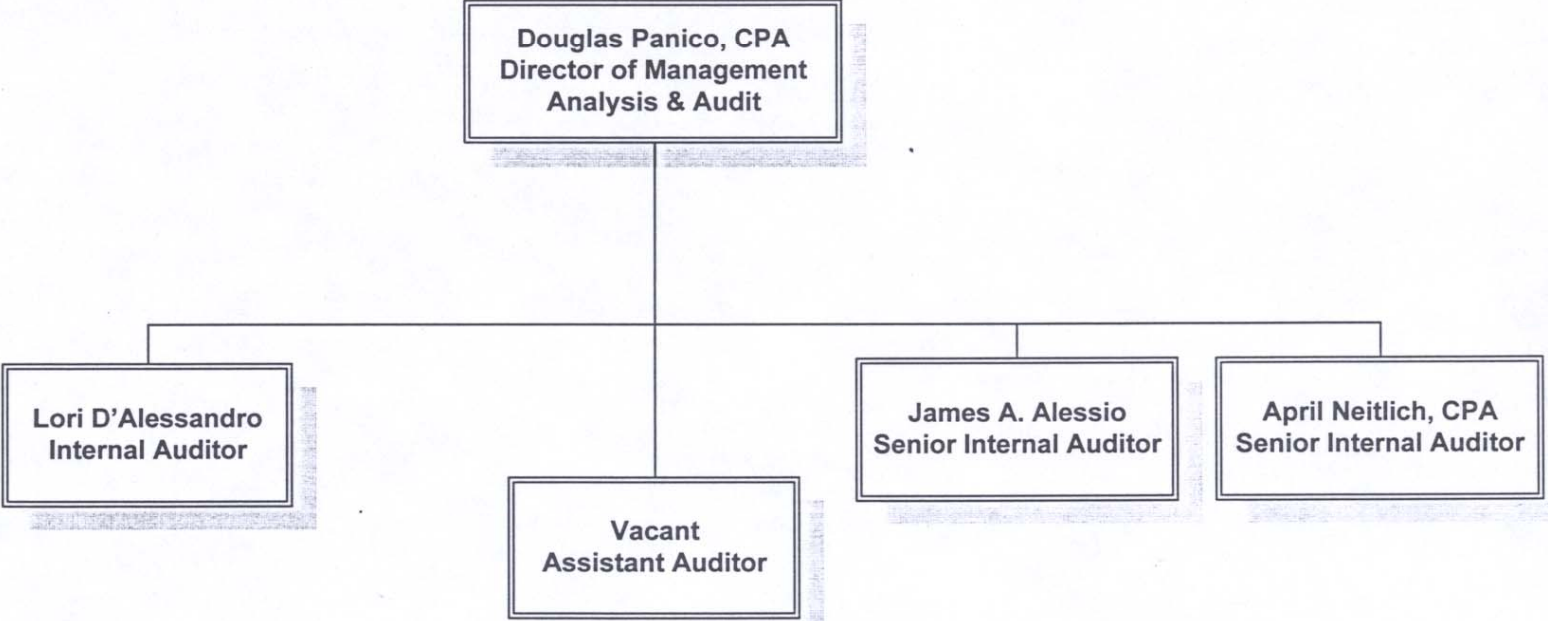 Douglas Panico, CPA
Director of Management
Analysis & Audit
Lori D’Alessandro
Internal Auditor
Vacant
Assistant Auditor
James A. Alessio
Senior Internal Auditor
April Neitlich, CPA
Senior Internal Auditor